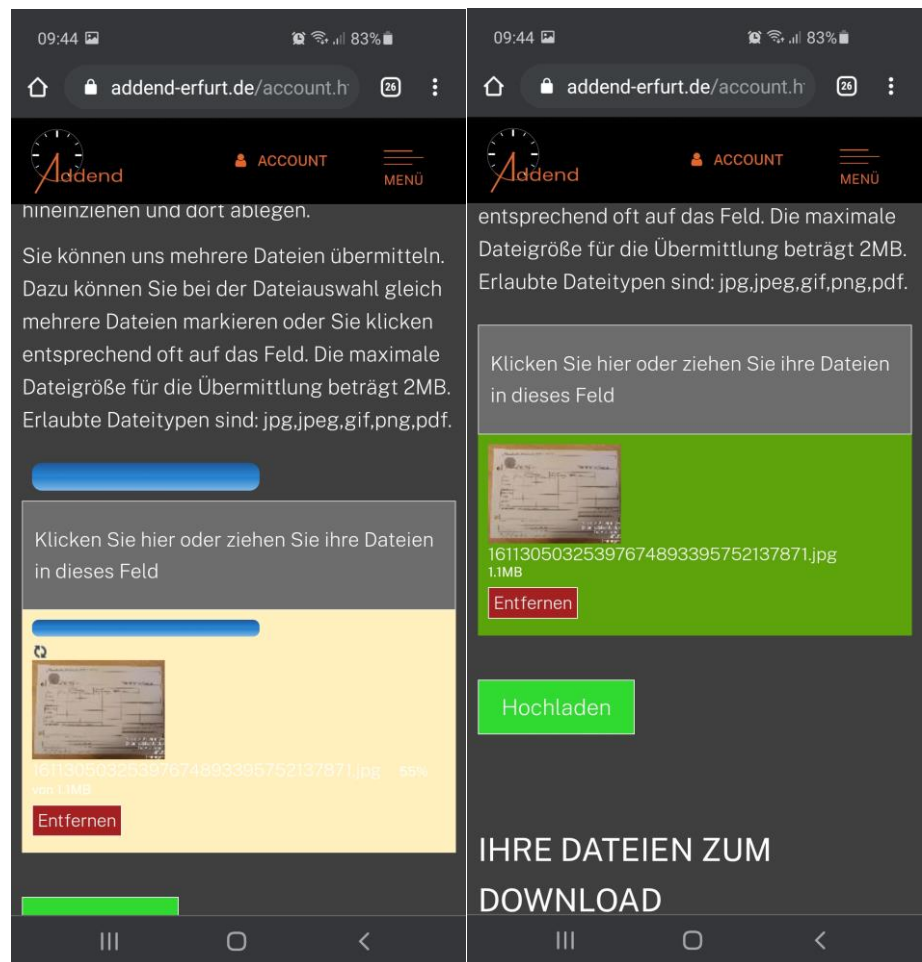 09:44
83%
addend-erfurt.de/account.h
26
Addend
ACCOUNT
MENÜ
hineinziehen und dort ablegen.
Sie können uns mehrere Dateien übermitteln.
Dazu können Sie bei der Dateiauswahl gleich
mehrere Dateien markieren oder Sie klicken
entsprechend oft auf das Feld. Die maximale
Dateigröße für die Übermittlung beträgt 2MB.
Erlaubte Dateitypen sind: jpg,jpeg,gif,png,pdf.
Klicken Sie hier oder ziehen Sie ihre Dateien
in dieses Feld
16113050325397674893395752137871.jpg 55%
von 1.1MB
Entfernen
09:44
83%
addend-erfurt.de/account.h
26
Addend
ACCOUNT
MENÜ
entsprechend oft auf das Feld. Die maximale
Dateigröße für die Übermittlung beträgt 2MB.
Erlaubte Dateitypen sind: jpg,jpeg,gif,png,pdf.
Klicken Sie hier oder ziehen Sie ihre Dateien
in dieses Feld
16113050325397674893395752137871.jpg
1.1MB
Entfernen
Hochladen
IHRE DATEIEN ZUM
DOWNLOAD